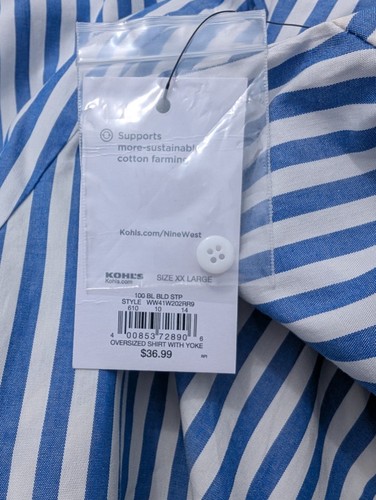 Supports
more-sustainable
cotton farming
Kohls.com/NineWest
KOHL'S
Kohls.com
SIZE XX LARGE
100 BL BLD STP
STYLE WW41W202RR9
610 10 14
4 00853 72890 6
OVERSIZED SHIRT WITH YOKE
$36.99